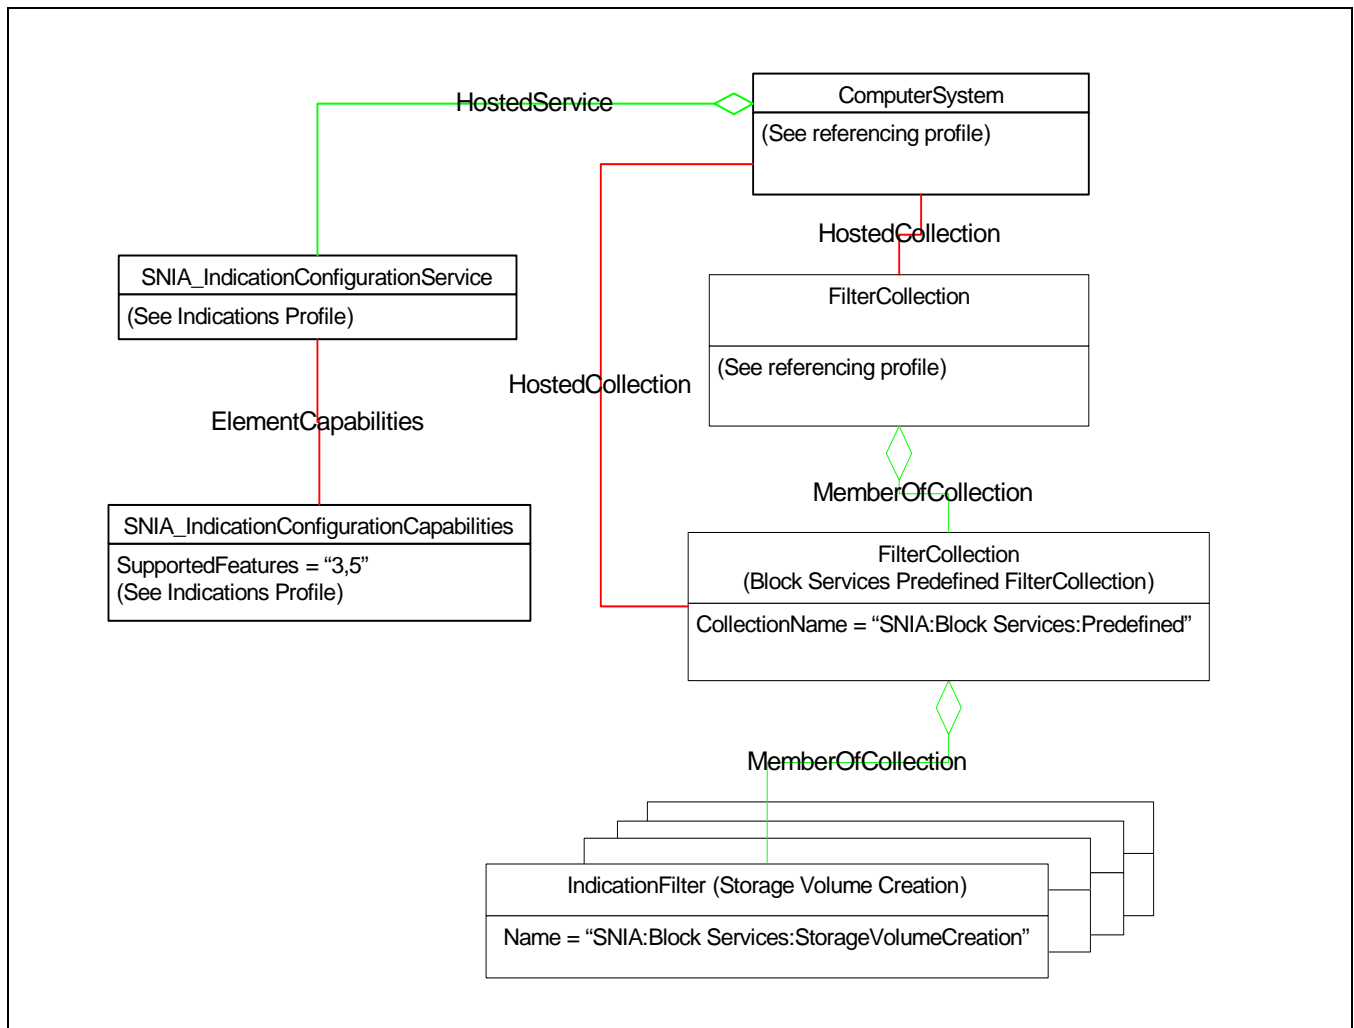 HostedService
ComputerSystem
(See referencing profile)
HostedCollection
SNIA_IndicationConfigurationService
(See Indications Profile)
FilterCollection
(See referencing profile)
HostedCollection
ElementCapabilities
MemberOfCollection
SNIA_IndicationConfigurationCapabilities
SupportedFeatures = “3,5”
(See Indications Profile)
FilterCollection
(Block Services Predefined FilterCollection)
CollectionName = “SNIA:Block Services:Predefined”
MemberOfCollection
IndicationFilter (Storage Volume Creation)
Name = “SNIA:Block Services:StorageVolumeCreation”